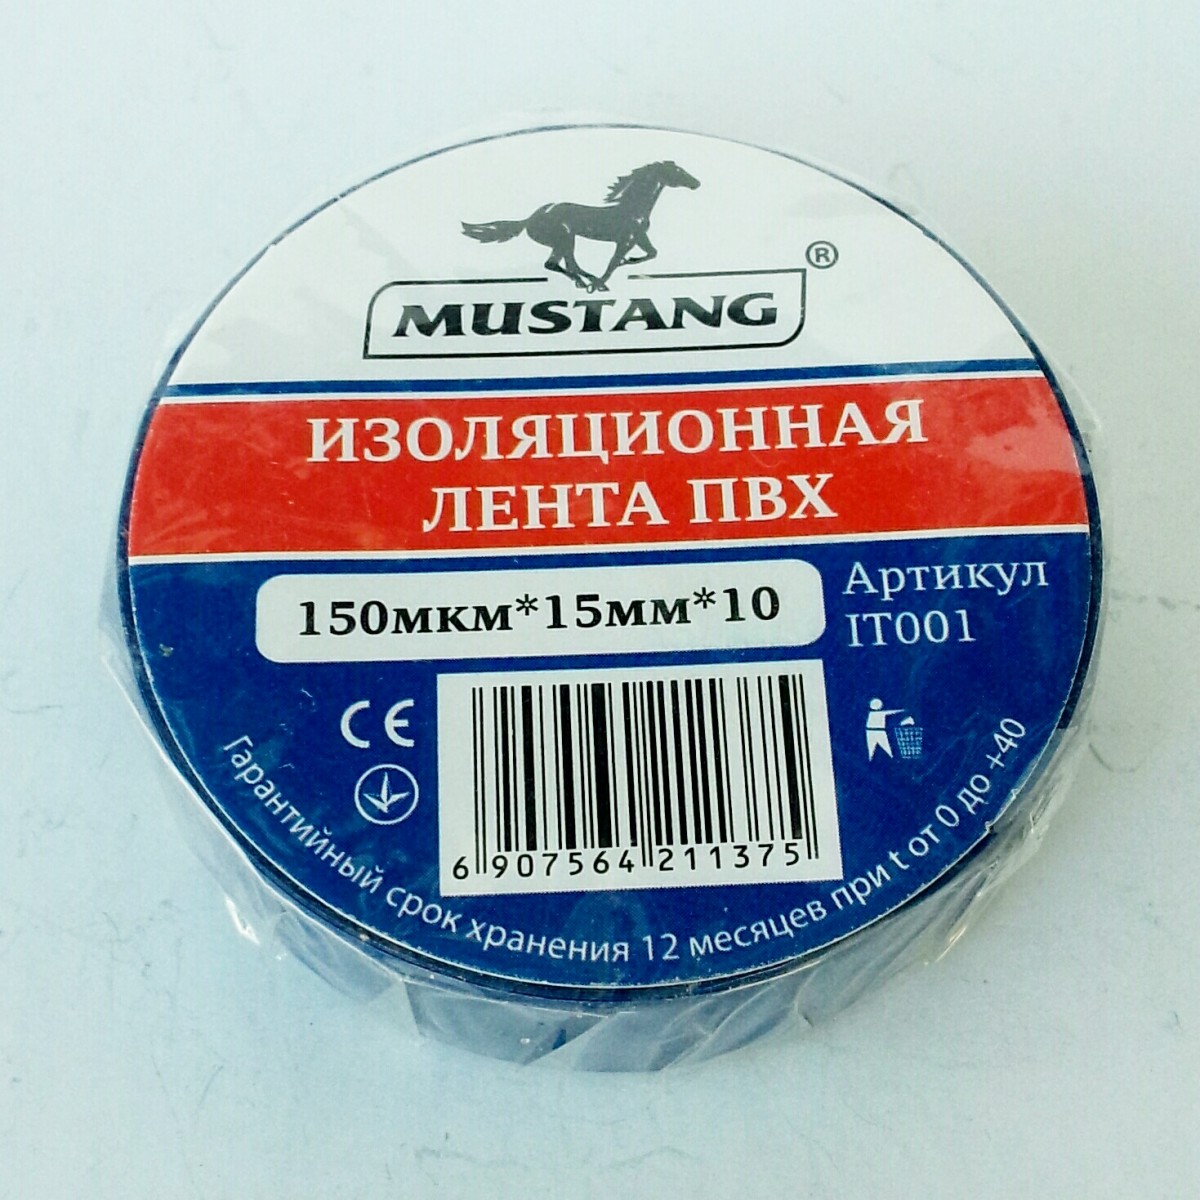 MUSTANG ®
ИЗОЛЯЦИОННАЯ
ЛЕНТА ПВХ
150мкм*15мм*10
Артикул
IT001
CE
6 907564 211375
Гарантийный срок хранения 12 месяцев при t от 0 до +40